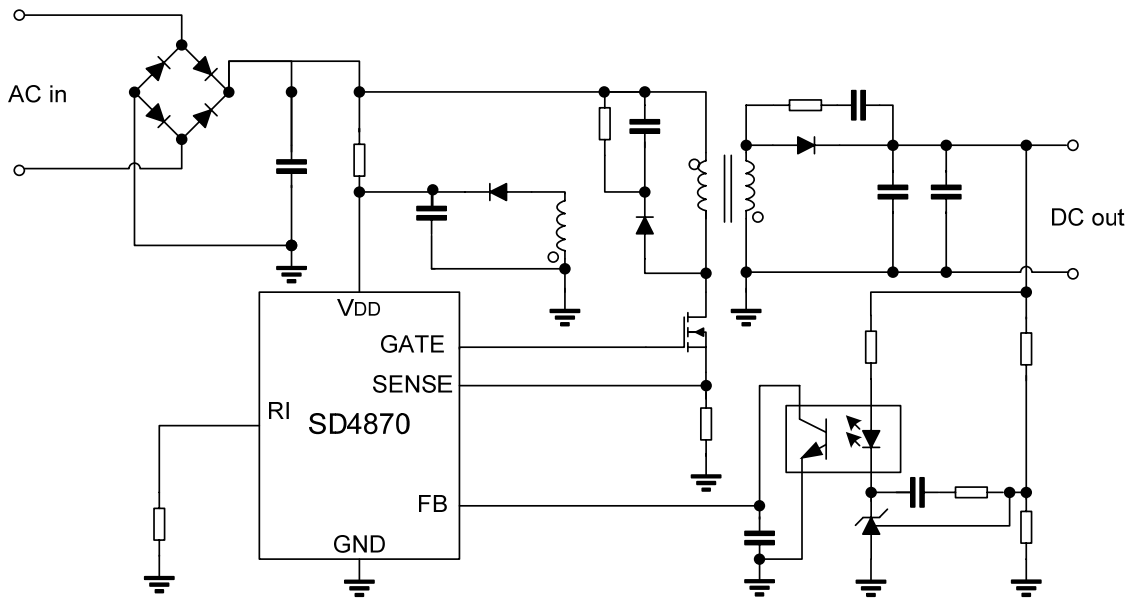 AC in
DC out
VDD
GATE
SENSE
RI
SD4870
FB
GND